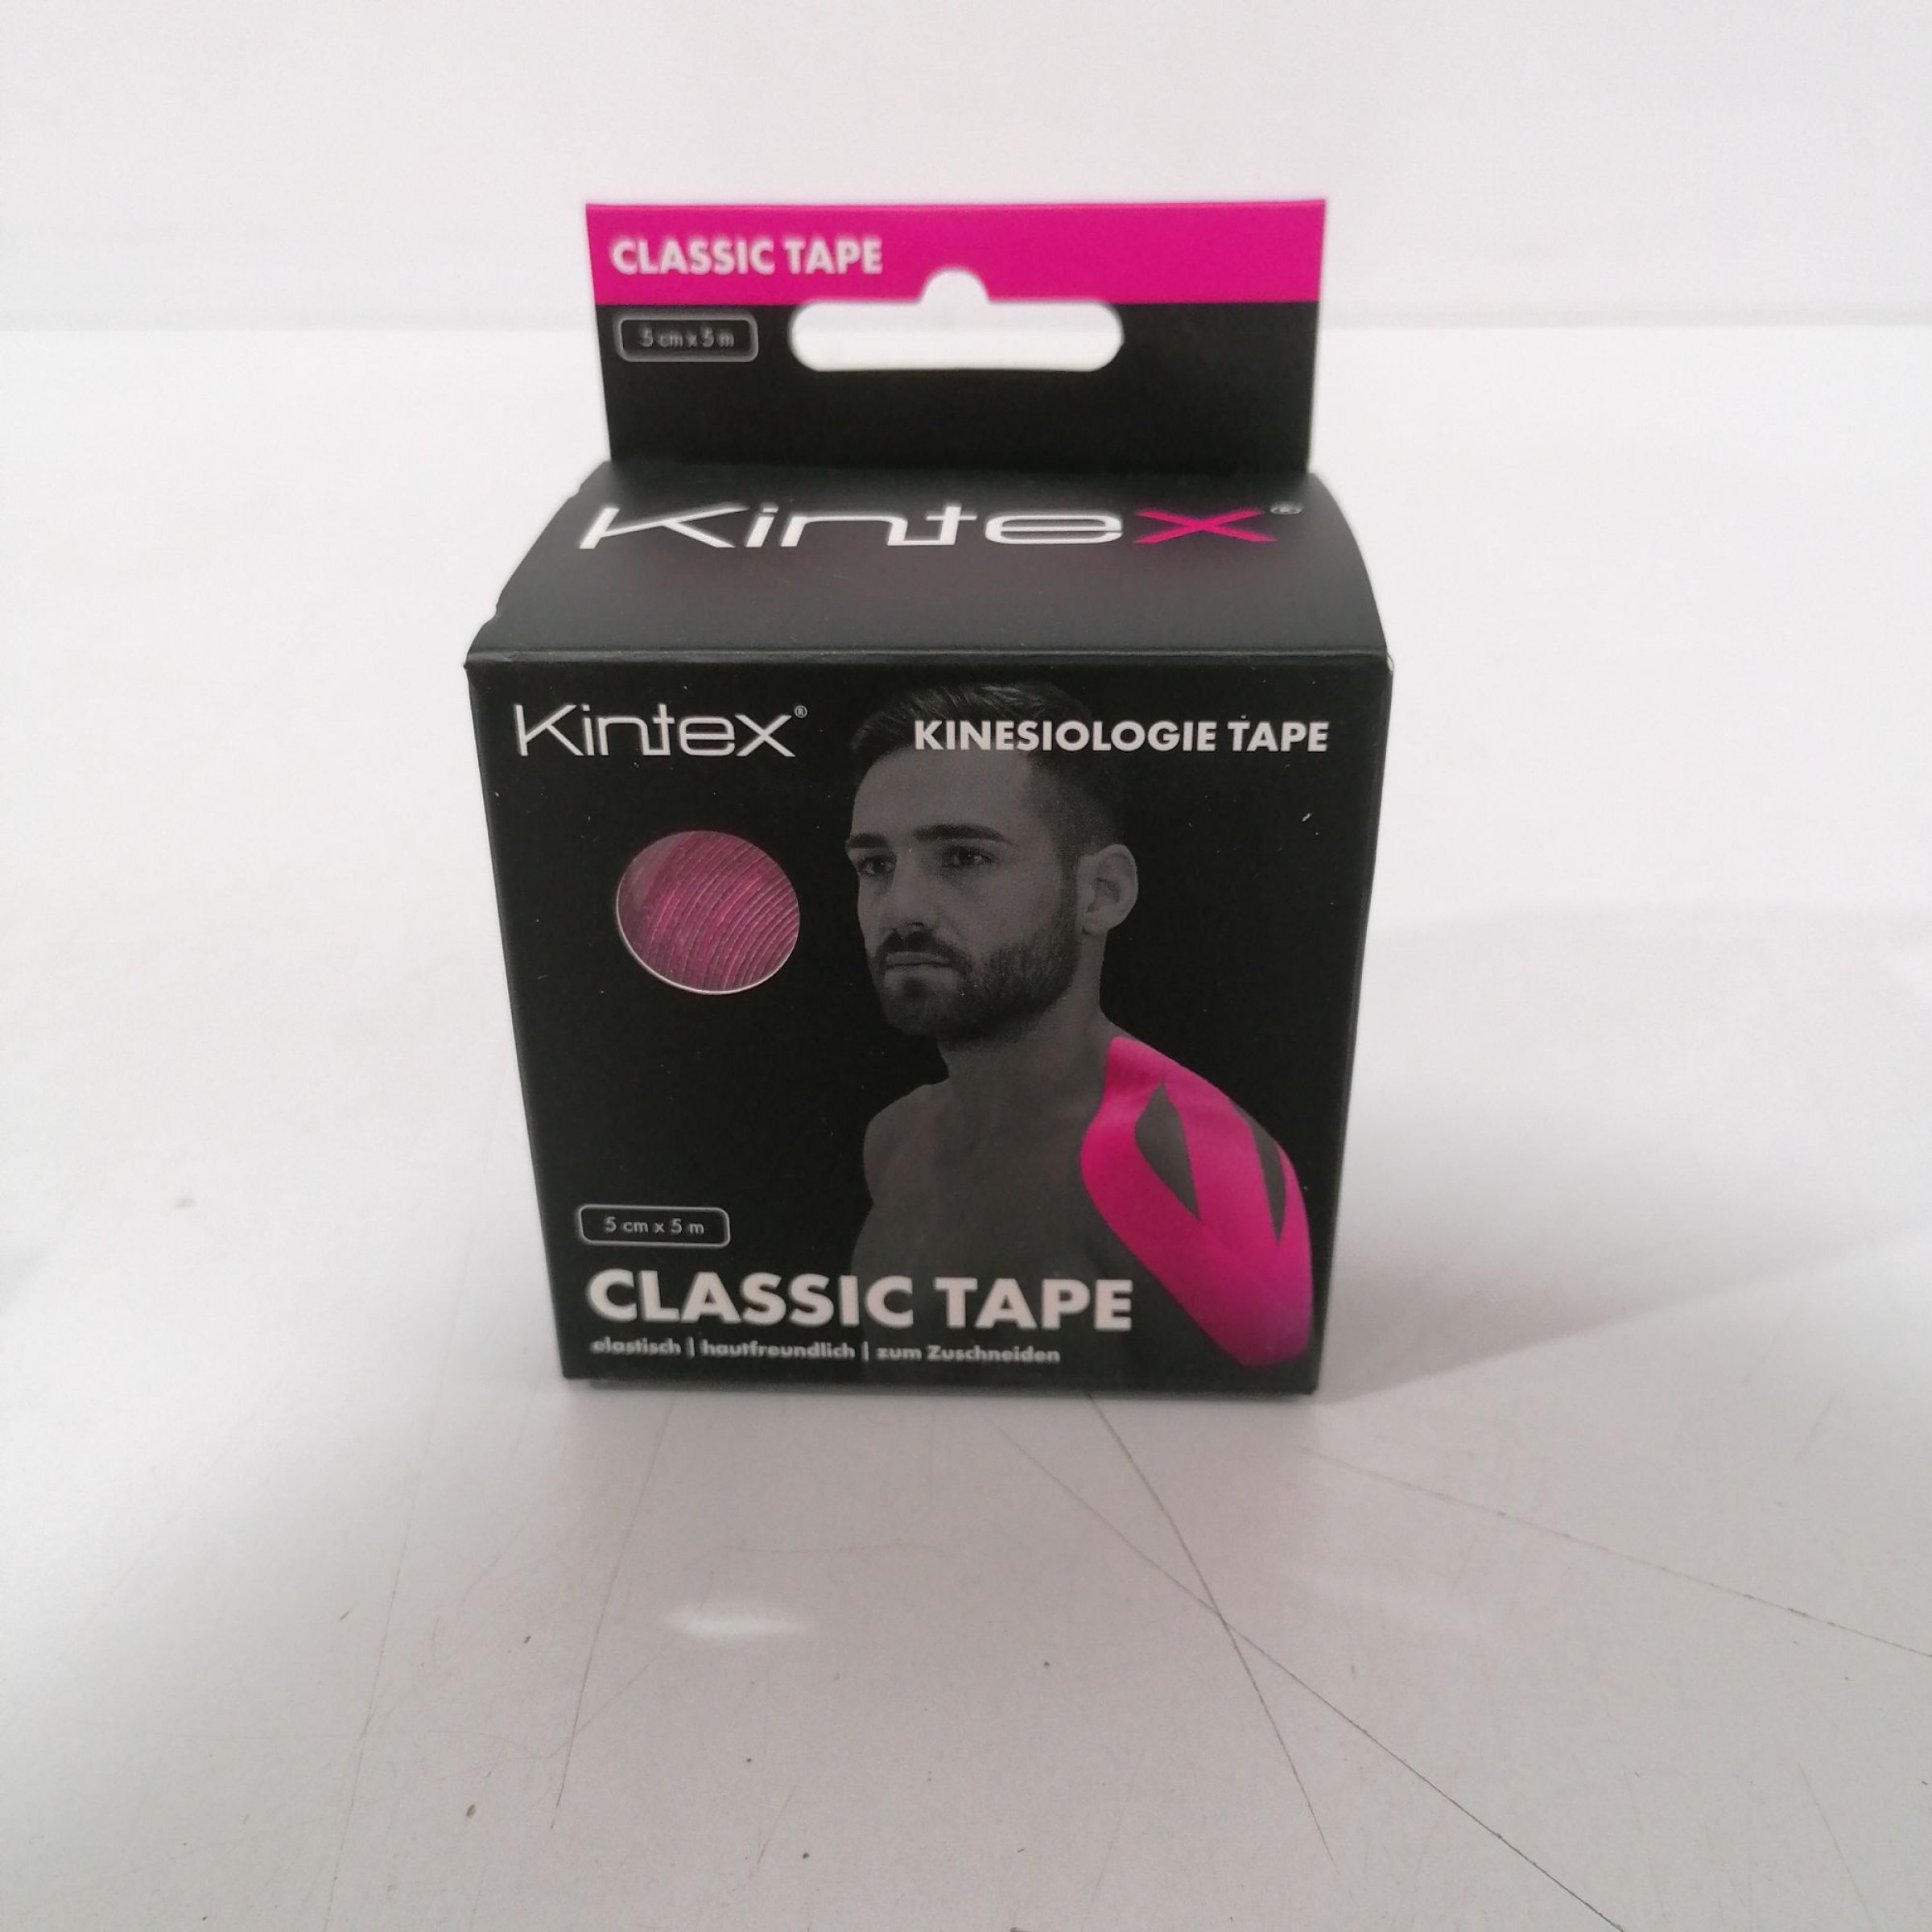 CLASSIC TAPE
5 cm x 5 m
Kintex®
Kintex®
KINESIOLOGIE TAPE
5 cm x 5 m
CLASSIC TAPE
elastisch | hautfreundlich | zum Zuschneiden